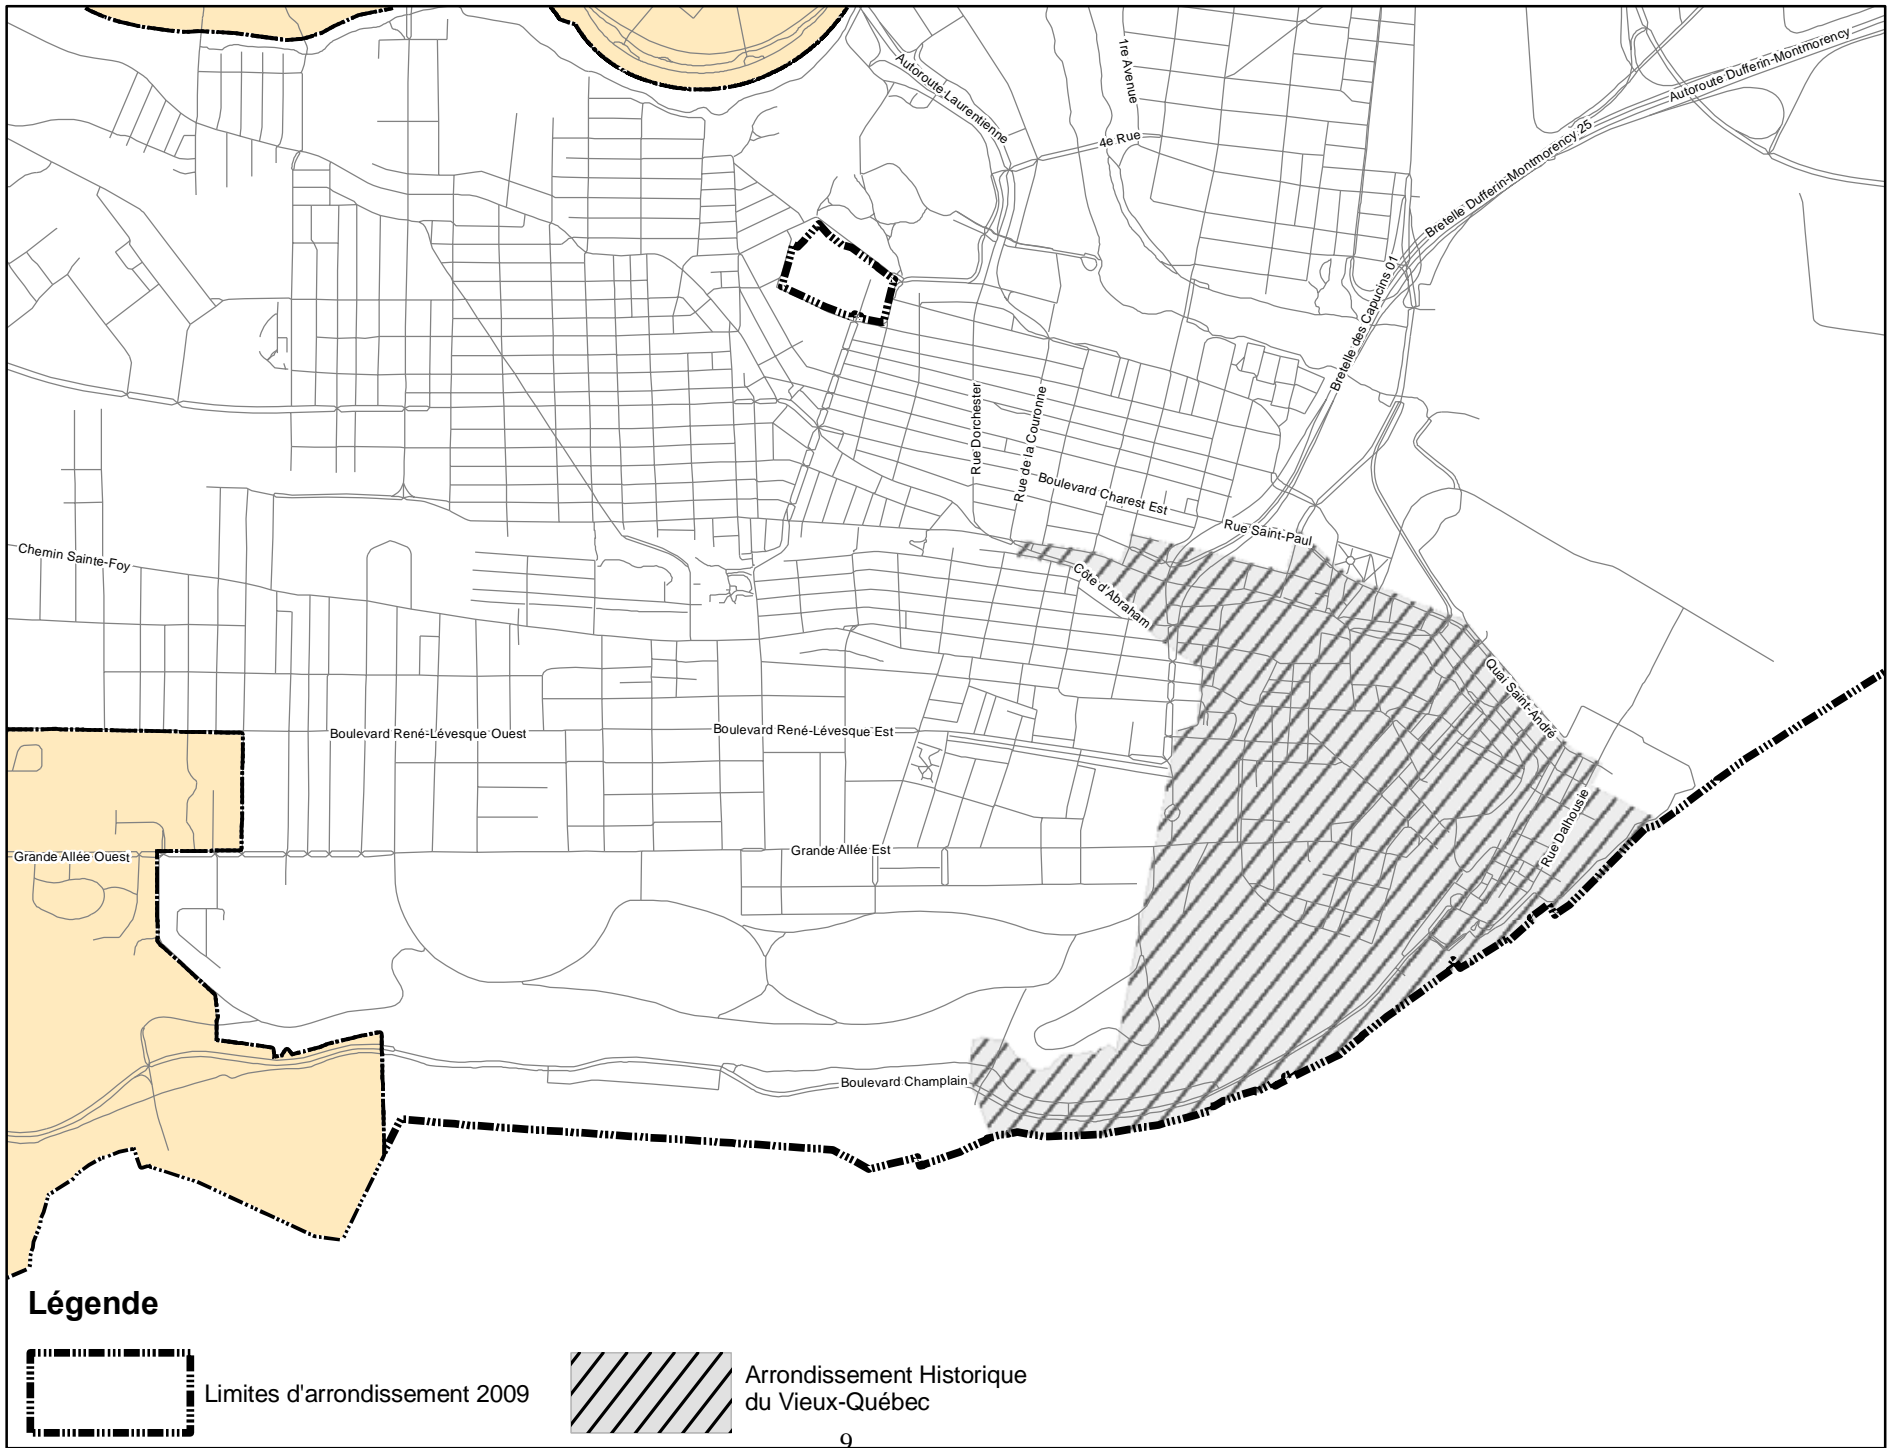 1re Avenue
Autoroute Laurentienne
Autoroute Dufferin-Montmorency
4e Rue
Bretelle Dufferin-Montmorency 25
Bretelle des Capucins 01
Rue Dorchester
Rue de la Couronne
Boulevard Charest Est
Rue Saint-Paul
Chemin Sainte-Foy
Côte d'Abraham
Quai Saint-André
Boulevard René-Lévesque Ouest
Boulevard René-Lévesque Est
Rue Dalhousie
Grande Allée Ouest
Grande Allée Est
Boulevard Champlain
Légende
Limites d'arrondissement 2009
Arrondissement Historique
du Vieux-Québec
9